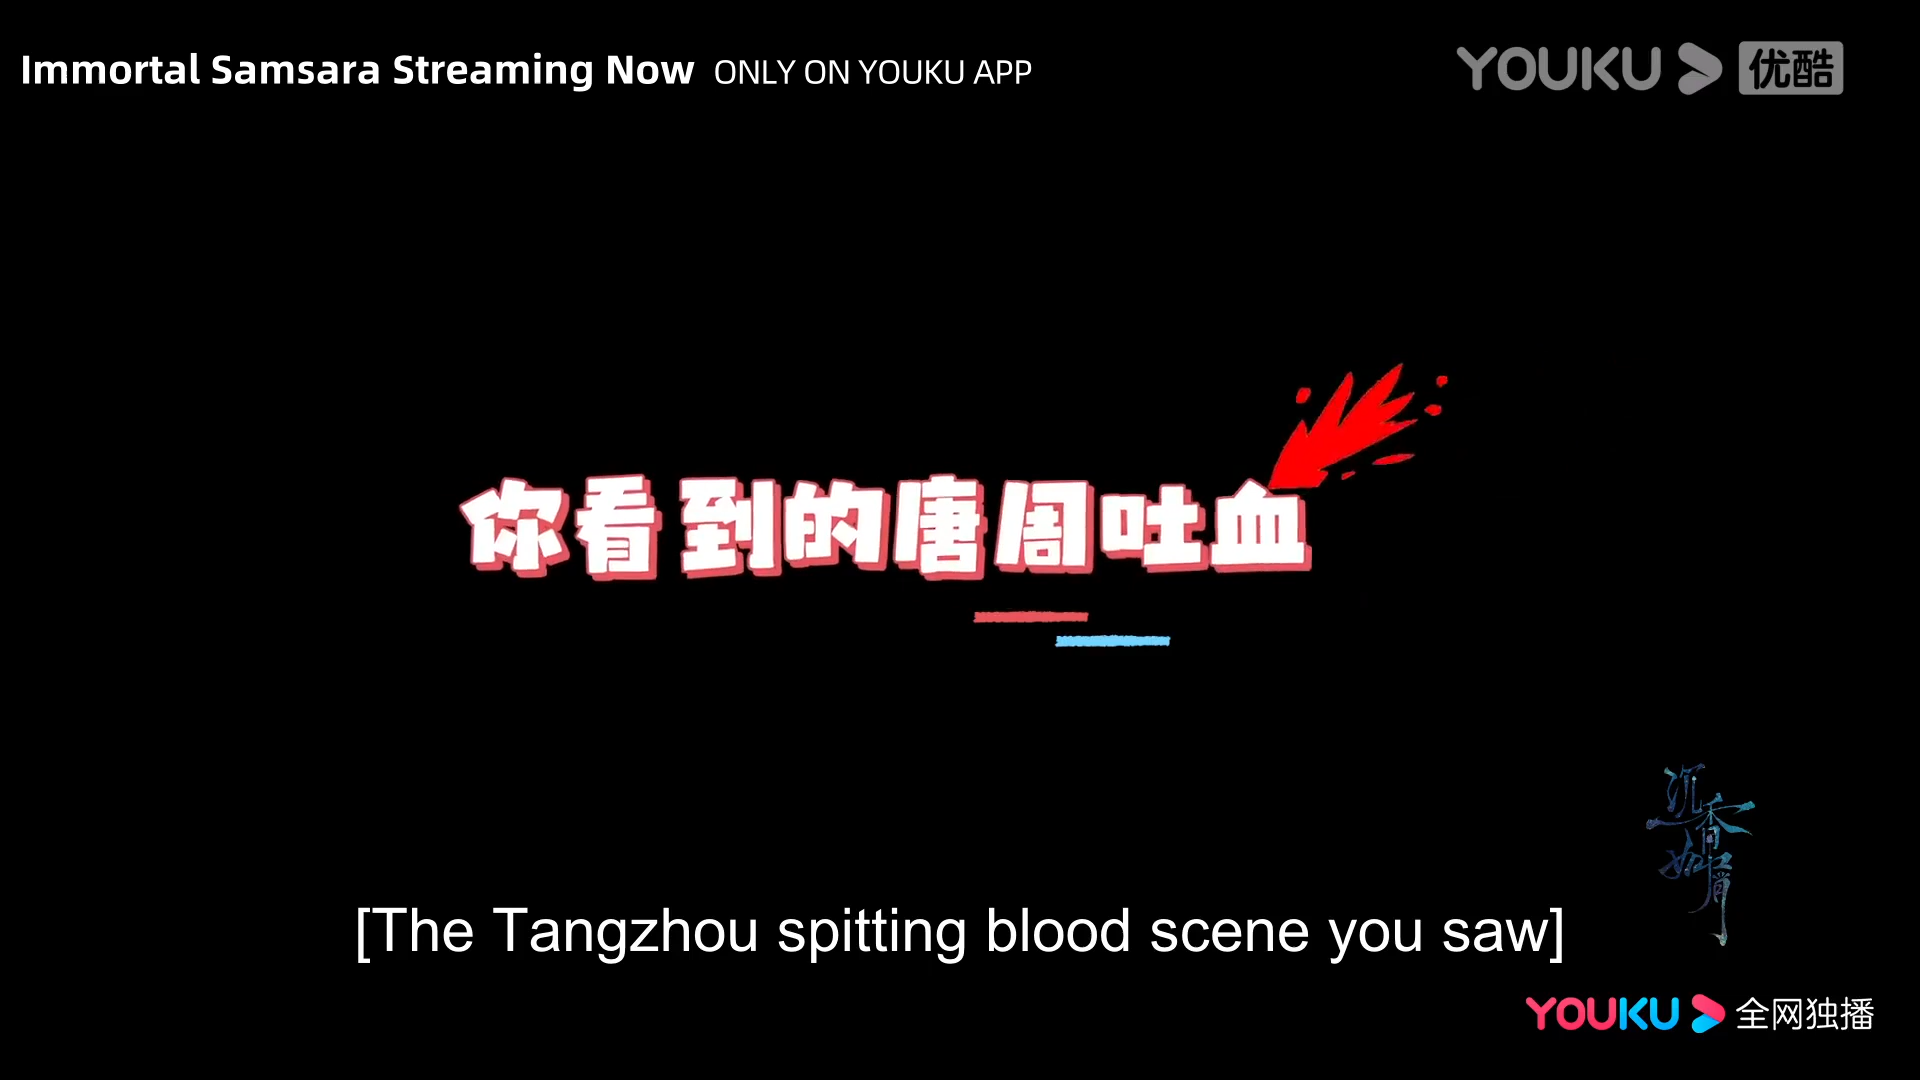 Immortal Samsara Streaming Now ONLY ON YOUKU APP
YOUKU 优酷
你看到的唐周吐血
沉香如屑
[The Tangzhou spitting blood scene you saw]
YOUKU 全网独播